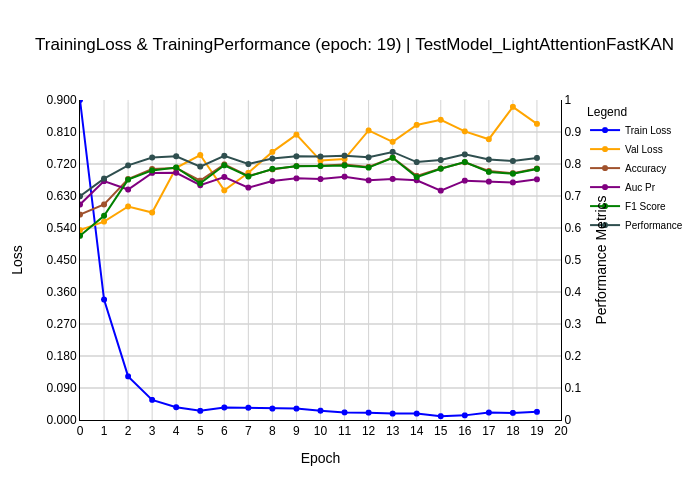 TrainingLoss & TrainingPerformance (epoch: 19) | TestModel_LightAttentionFastKAN
0.900
0.810
0.720
0.630
0.540
0.450
0.360
0.270
0.180
0.090
0.000
Loss
0 1 2 3 4 5 6 7 8 9 10 11 12 13 14 15 16 17 18 19 20
Epoch
1
0.9
0.8
0.7
0.6
0.5
0.4
0.3
0.2
0.1
0
Performance Metrics
Legend
Train Loss
Val Loss
Accuracy
Auc Pr
F1 Score
Performance